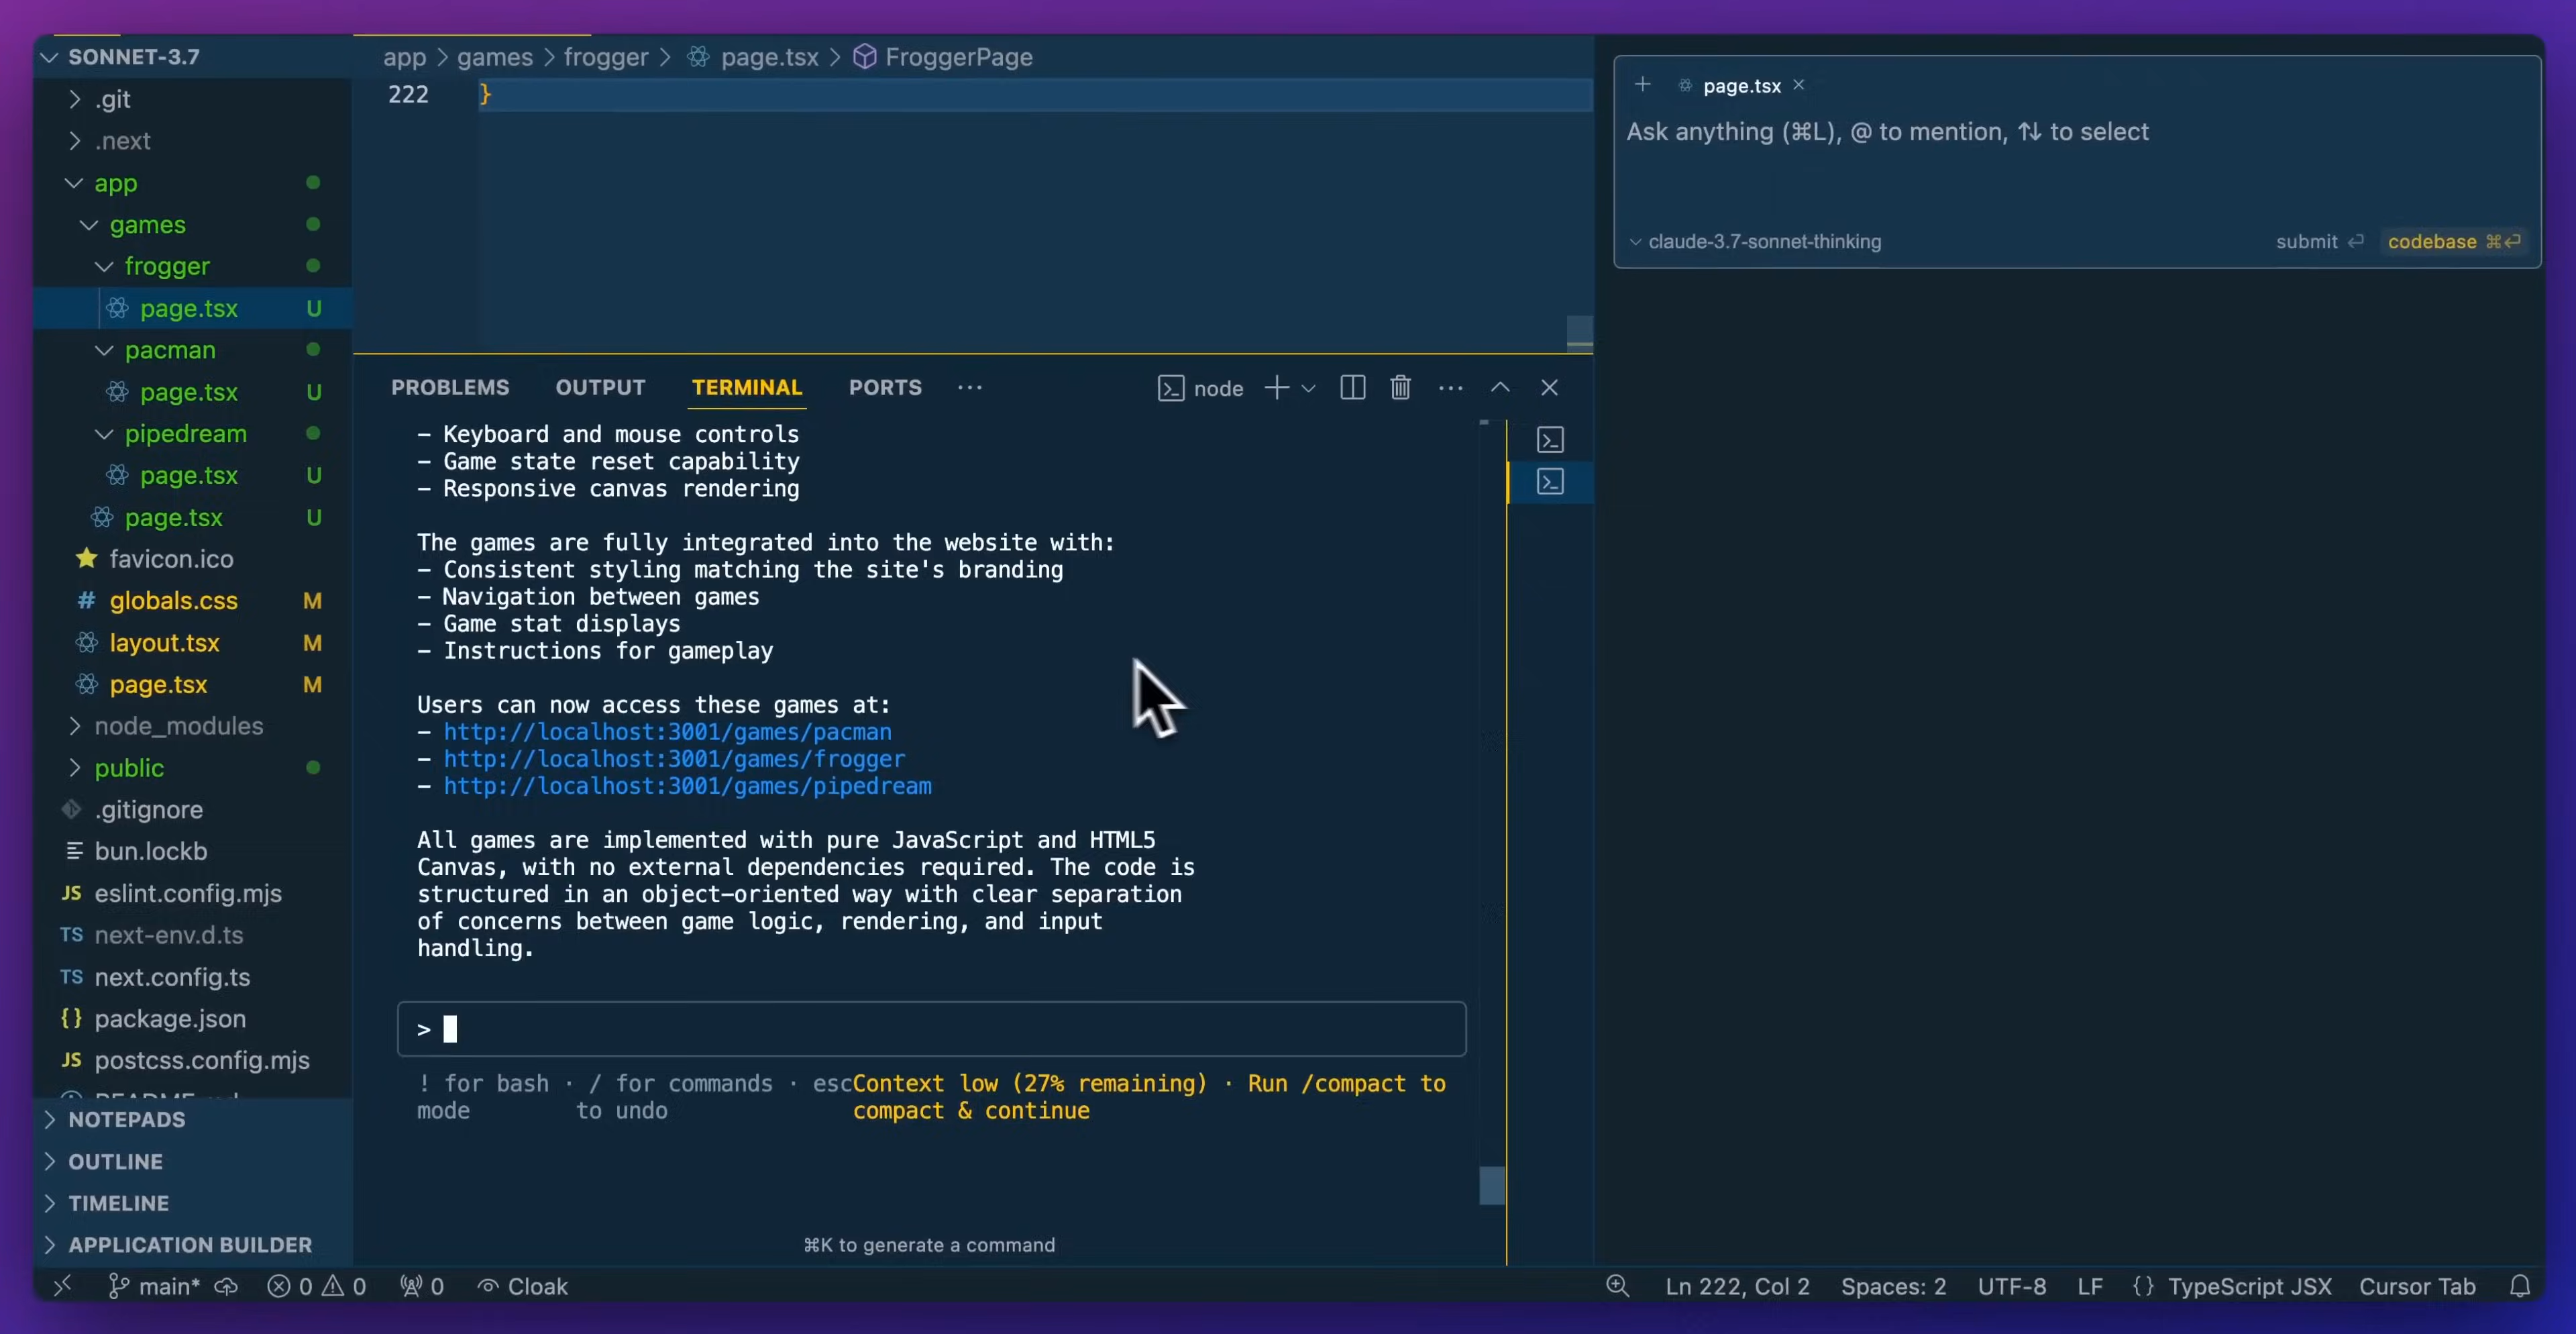 SONNET-3.7
.git
.next
app
games
frogger
page.tsx U
pacman
page.tsx U
pipedream
page.tsx U
page.tsx U
favicon.ico
# globals.css M
layout.tsx M
page.tsx M
node_modules
public
.gitignore
bun.lockb
JS eslint.config.mjs
TS next-env.d.ts
TS next.config.ts
{} package.json
JS postcss.config.mjs
NOTEPADS
OUTLINE
TIMELINE
APPLICATION BUILDER
app > games > frogger > page.tsx > FroggerPage
222 }
PROBLEMS OUTPUT TERMINAL PORTS ··· node
– Keyboard and mouse controls
– Game state reset capability
– Responsive canvas rendering
The games are fully integrated into the website with:
– Consistent styling matching the site's branding
– Navigation between games
– Game stat displays
– Instructions for gameplay
Users can now access these games at:
– http://localhost:3001/games/pacman
– http://localhost:3001/games/frogger
– http://localhost:3001/games/pipedream
All games are implemented with pure JavaScript and HTML5
Canvas, with no external dependencies required. The code is
structured in an object–oriented way with clear separation
of concerns between game logic, rendering, and input
handling.
>
! for bash · / for commands · escContext low (27% remaining) · Run /compact to
mode to undo compact & continue
⌘K to generate a command
+ page.tsx ×
Ask anything (⌘L), @ to mention, ↑↓ to select
claude-3.7-sonnet-thinking submit ↵ codebase ⌘↵
main* 0 0 0 Cloak Ln 222, Col 2 Spaces: 2 UTF-8 LF {} TypeScript JSX Cursor Tab